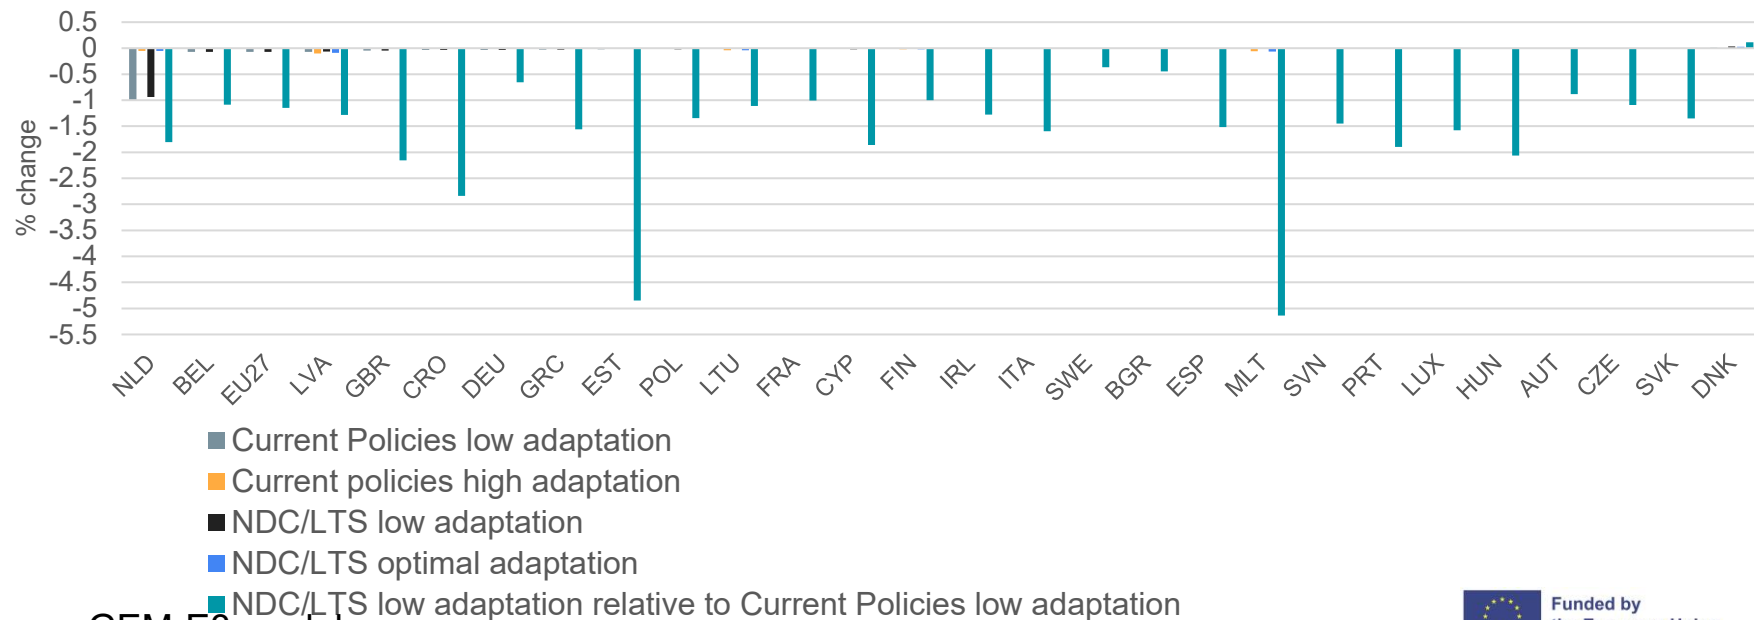 0.5
0
-0.5
-1
-1.5
-2
-2.5
-3
-3.5
-4
-4.5
-5
-5.5
% change
NLD BEL EU27 LVA GBR CRO DEU GRC EST POL LTU FRA CYP FIN IRL ITA SWE BGR ESP MLT SVN PRT LUX HUN AUT CZE SVK DNK
Current Policies low adaptation
Current policies high adaptation
NDC/LTS low adaptation
NDC/LTS optimal adaptation
NDC/LTS low adaptation relative to Current Policies low adaptation
Funded by